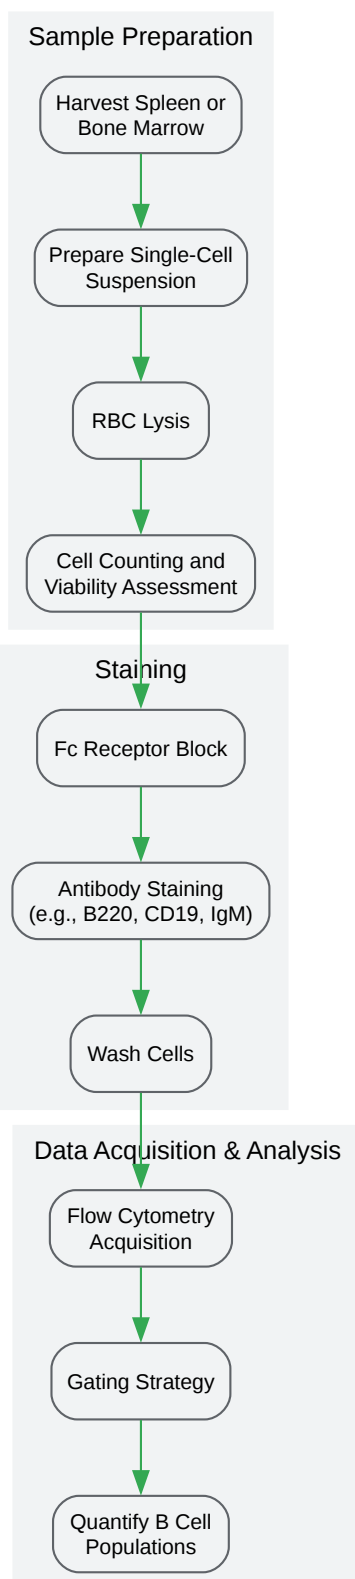 Sample Preparation
Harvest Spleen or
Bone Marrow
Prepare Single-Cell
Suspension
RBC Lysis
Cell Counting and
Viability Assessment
Staining
Fc Receptor Block
Antibody Staining
(e.g., B220, CD19, IgM)
Wash Cells
Data Acquisition & Analysis
Flow Cytometry
Acquisition
Gating Strategy
Quantify B Cell
Populations